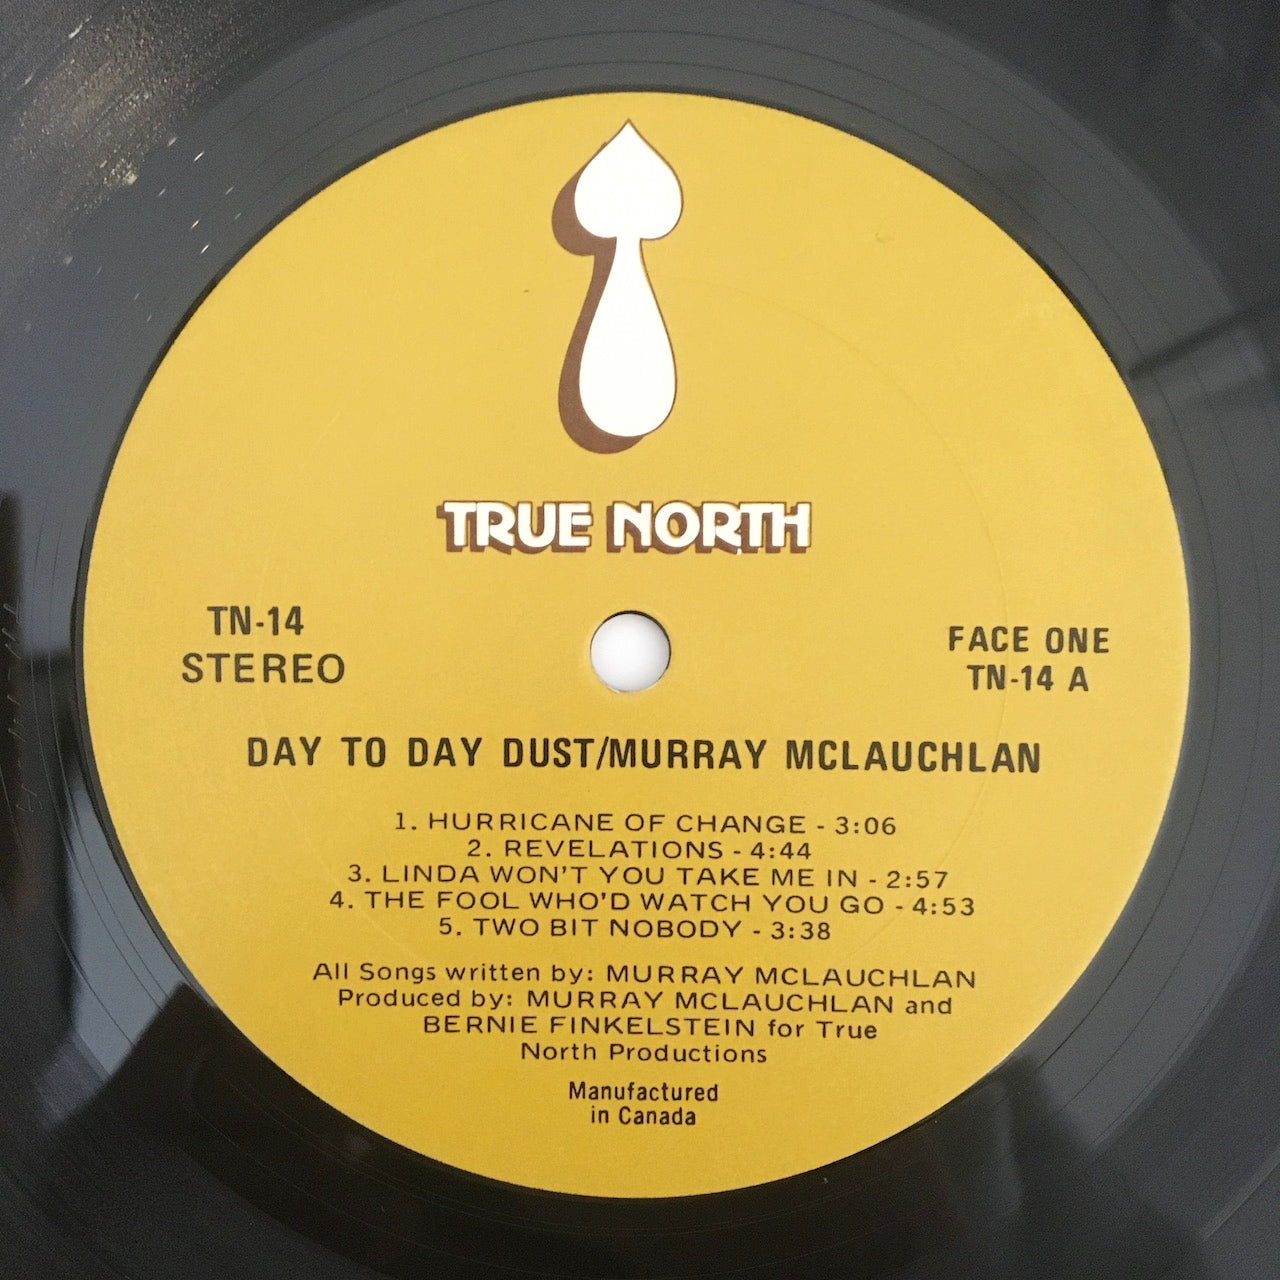 TRUE NORTH
TN-14
STEREO
FACE ONE
TN-14 A
DAY TO DAY DUST/MURRAY MCLAUCHLAN
1. HURRICANE OF CHANGE - 3:06
2. REVELATIONS - 4:44
3. LINDA WON'T YOU TAKE ME IN - 2:57
4. THE FOOL WHO'D WATCH YOU GO - 4:53
5. TWO BIT NOBODY - 3:38
All Songs written by: MURRAY MCLAUCHLAN
Produced by: MURRAY MCLAUCHLAN and
BERNIE FINKELSTEIN for True
North Productions
Manufactured
in Canada